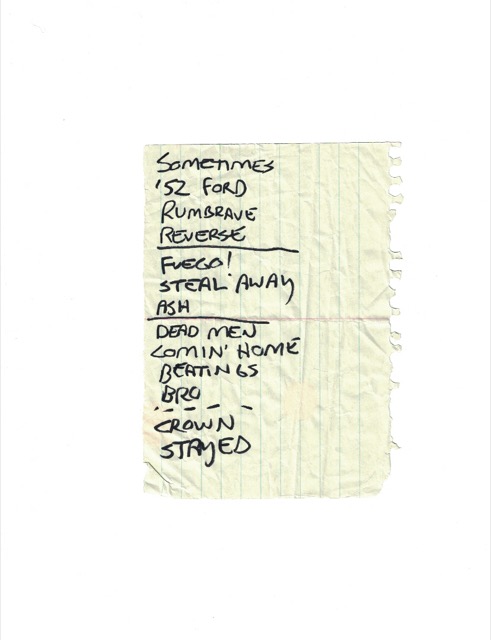 SOMETIMES
'52 FORD
RUMBRAVE
REVERSE
FUEGO!
STEAL AWAY
ASH
DEAD MEN
COMIN' HOME
BEATINGS
BRO
CROWN
STAYED